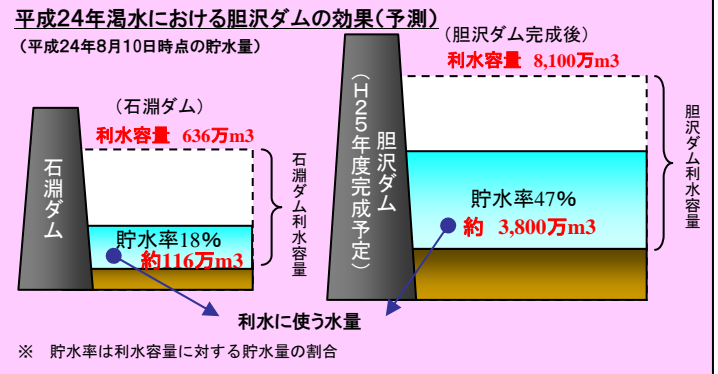 平成24年渇水における胆沢ダムの効果(予測)
(平成24年8月10日時点の貯水量)
(石淵ダム)
利水容量 636万m3
石淵ダム
貯水率18%
約116万m3
石淵ダム利水容量
(胆沢ダム完成後)
利水容量 8,100万m3
胆沢ダム
(H25年度完成予定)
貯水率47%
約 3,800万m3
胆沢ダム利水容量
利水に使う水量
※ 貯水率は利水容量に対する貯水量の割合